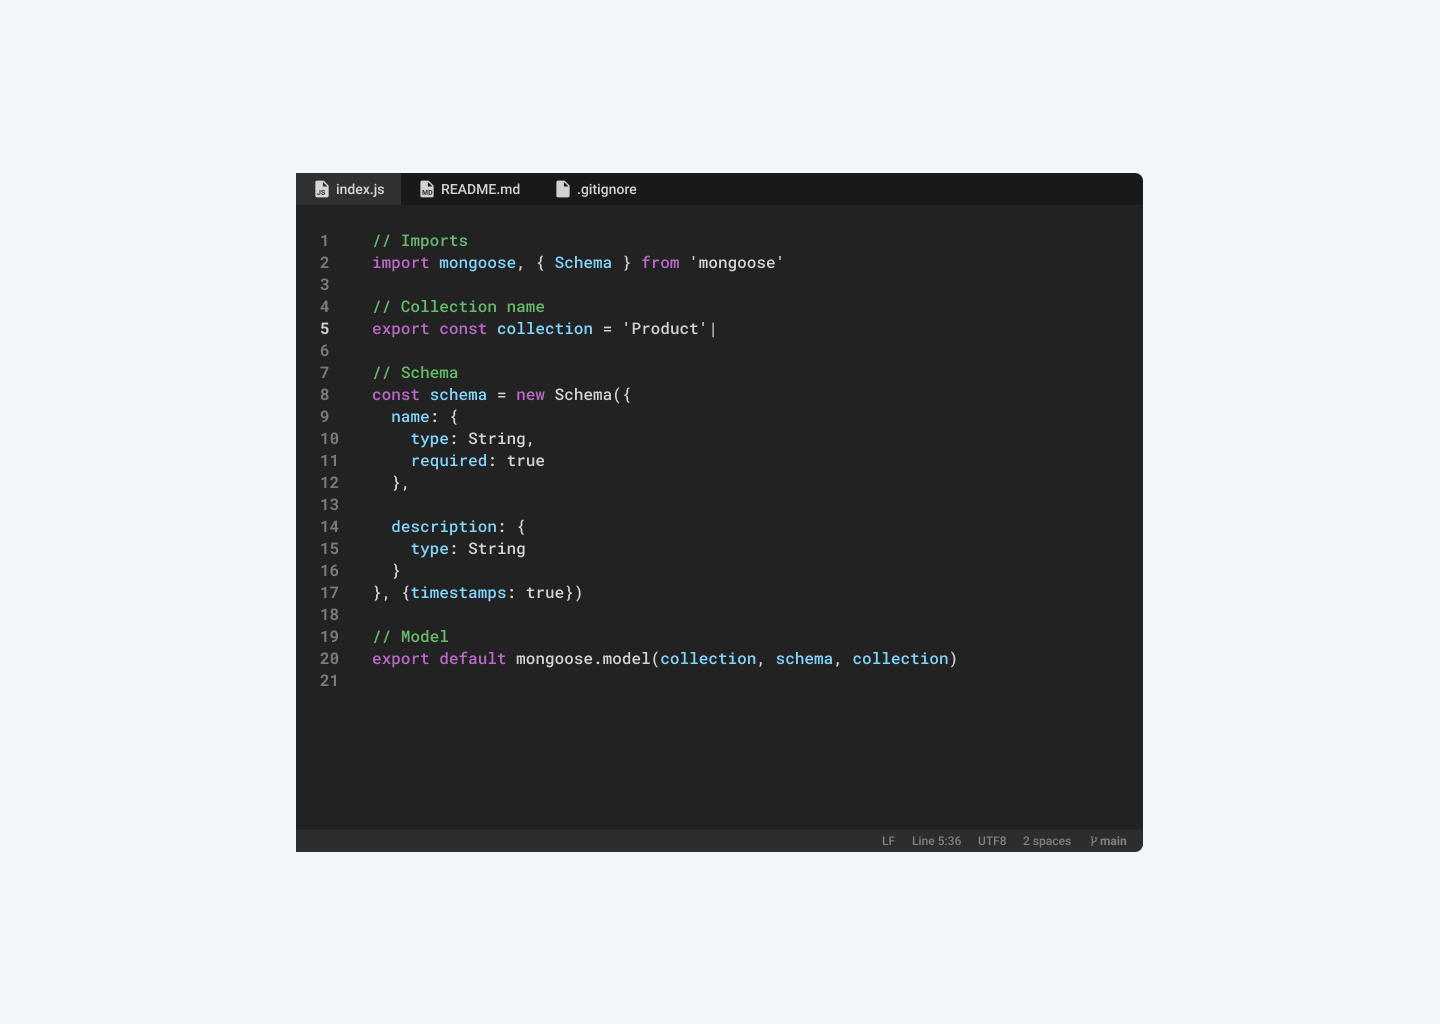 index.js README.md .gitignore
1 // Imports
2 import mongoose, { Schema } from 'mongoose'
3
4 // Collection name
5 export const collection = 'Product'|
6
7 // Schema
8 const schema = new Schema({
9   name: {
10     type: String,
11     required: true
12   },
13
14   description: {
15     type: String
16   }
17 }, {timestamps: true})
18
19 // Model
20 export default mongoose.model(collection, schema, collection)
21
LF Line 5:36 UTF8 2 spaces main